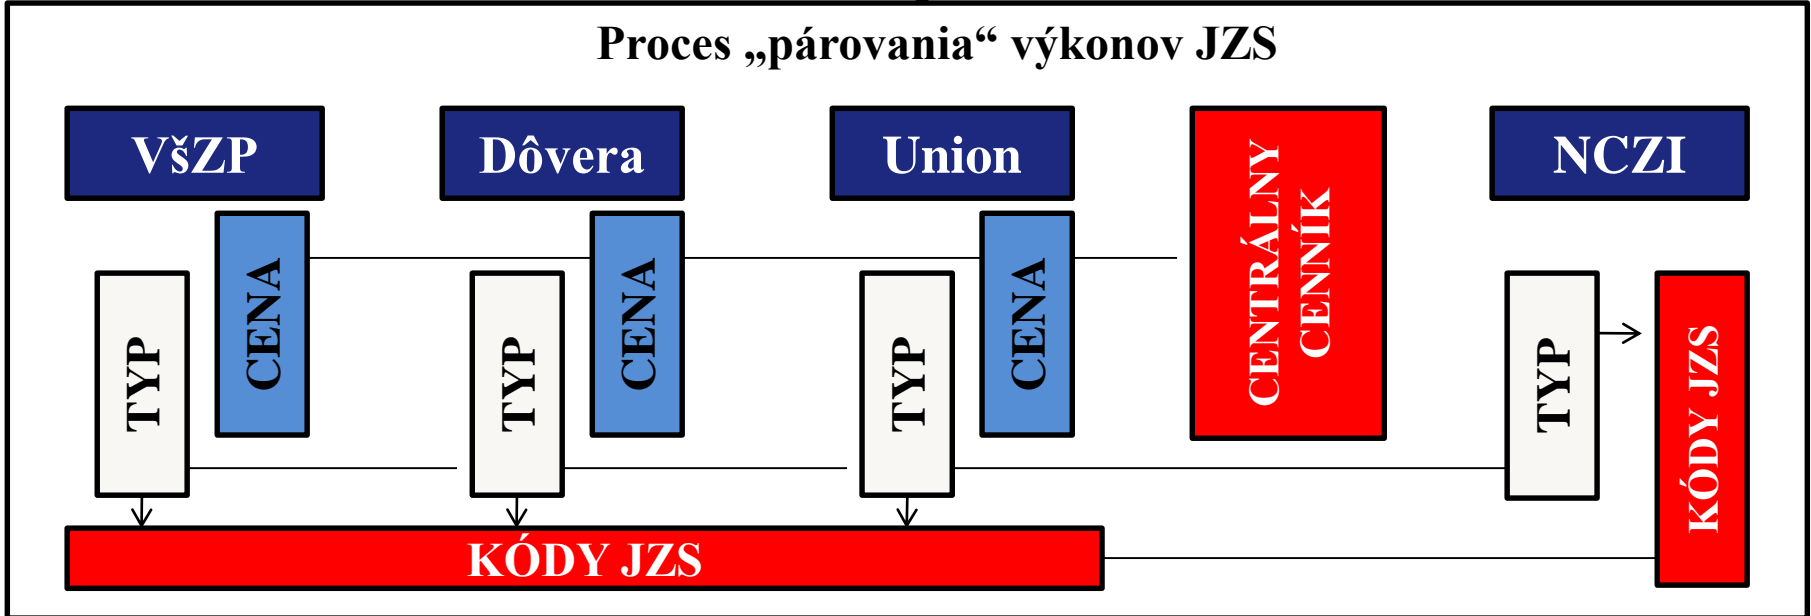 Proces „párovania“ výkonov JZS
VšZP
Dôvera
Union
CENTRÁLNY
CENNÍK
NCZI
TYP
CENA
TYP
CENA
TYP
CENA
TYP
KÓDY JZS
KÓDY JZS